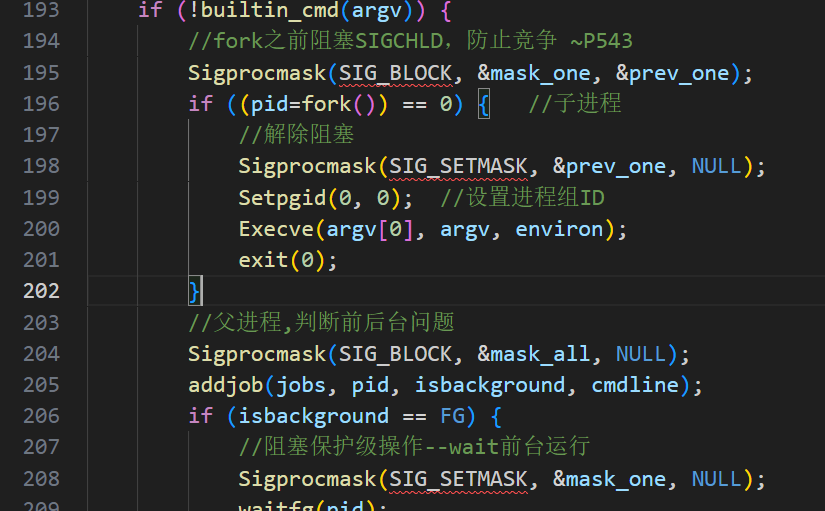 193 if (!builtin_cmd(argv)) {
194 //fork之前阻塞SIGCHLD，防止竞争 ~P543
195 Sigprocmask(SIG_BLOCK, &mask_one, &prev_one);
196 if ((pid=fork()) == 0) { //子进程
197 //解除阻塞
198 Sigprocmask(SIG_SETMASK, &prev_one, NULL);
199 Setpgid(0, 0); //设置进程组ID
200 Execve(argv[0], argv, environ);
201 exit(0);
202 }
203 //父进程,判断前后台问题
204 Sigprocmask(SIG_BLOCK, &mask_all, NULL);
205 addjob(jobs, pid, isbackground, cmdline);
206 if (isbackground == FG) {
207 //阻塞保护级操作--wait前台运行
208 Sigprocmask(SIG_SETMASK, &mask_one, NULL);
209 waitfg(pid);